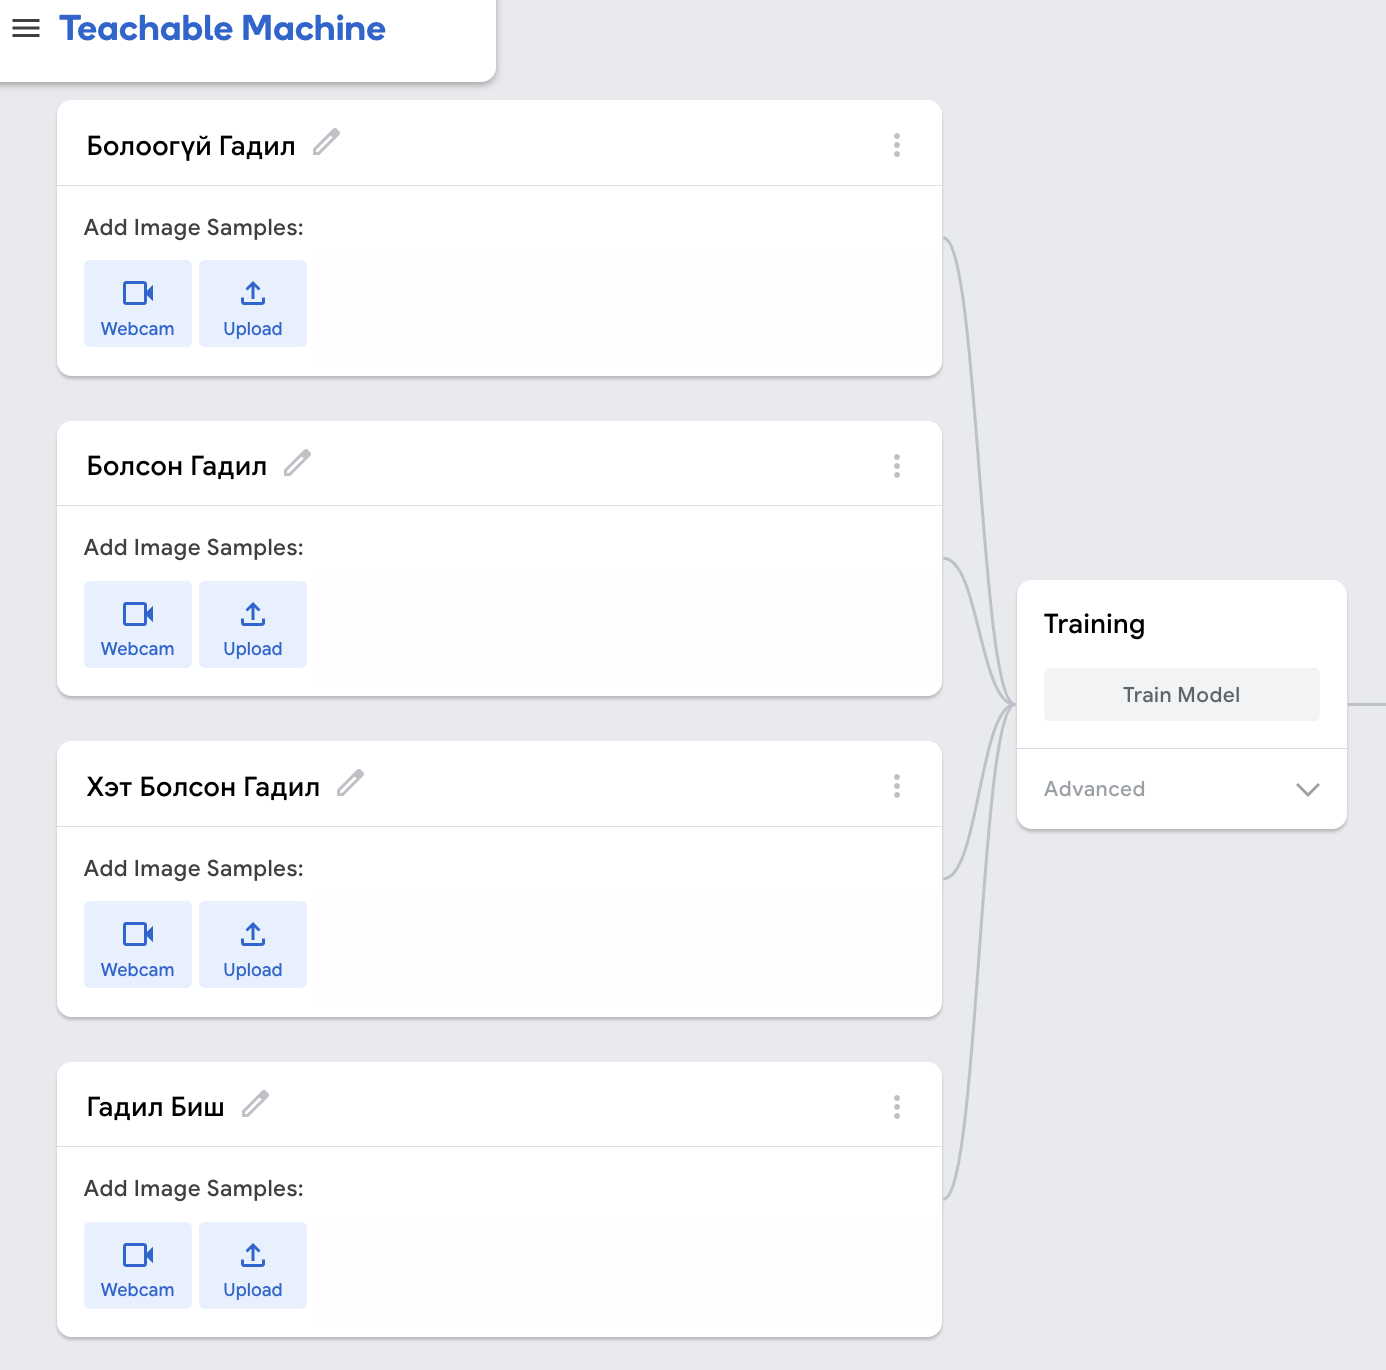 Teachable Machine
Болоогүй Гадил
Add Image Samples:
Webcam
Upload
Болсон Гадил
Add Image Samples:
Webcam
Upload
Хэт Болсон Гадил
Add Image Samples:
Webcam
Upload
Гадил Биш
Add Image Samples:
Webcam
Upload
Training
Train Model
Advanced